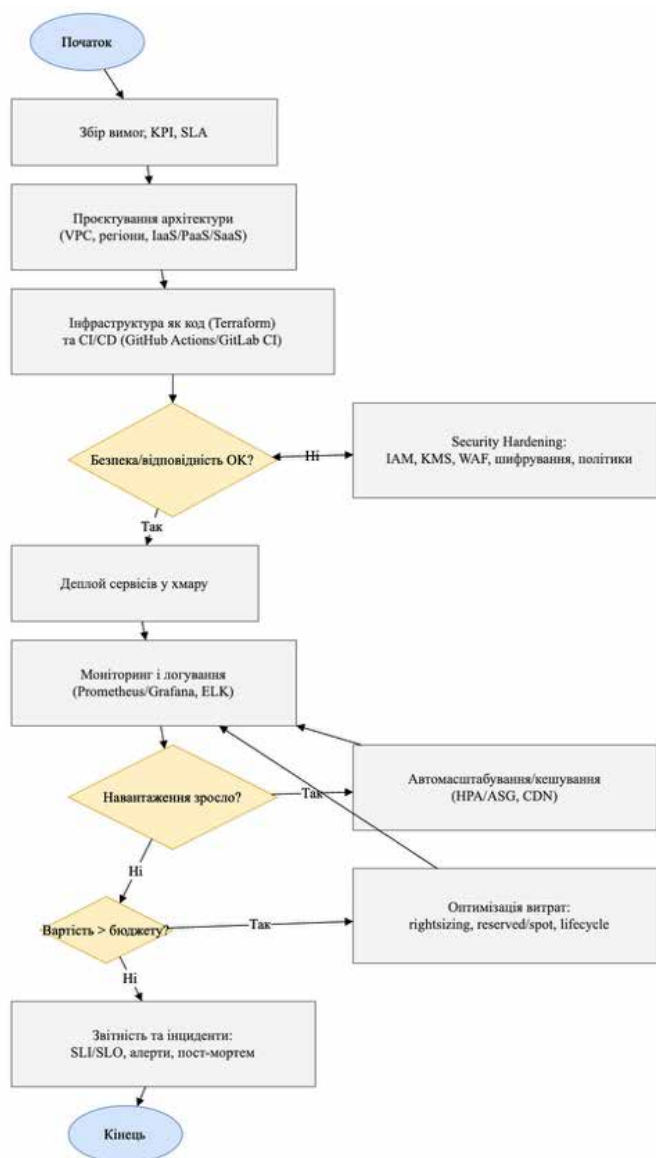 Початок
Збір вимог, KPI, SLA
Проєктування архітектури
(VPC, регіони, IaaS/PaaS/SaaS)
Інфраструктура як код (Terraform)
та CI/CD (GitHub Actions/GitLab CI)
Безпека/відповідність OK?
Ні
Security Hardening:
IAM, KMS, WAF, шифрування, політики
Так
Деплой сервісів у хмару
Моніторинг і логування
(Prometheus/Grafana, ELK)
Навантаження зросло?
Так
Автомасштабування/кешування
(HPA/ASG, CDN)
Ні
Вартість > бюджету?
Так
Оптимізація витрат:
rightsizing, reserved/spot, lifecycle
Ні
Звітність та інциденти:
SLI/SLO, алерти, пост-мортем
Кінець